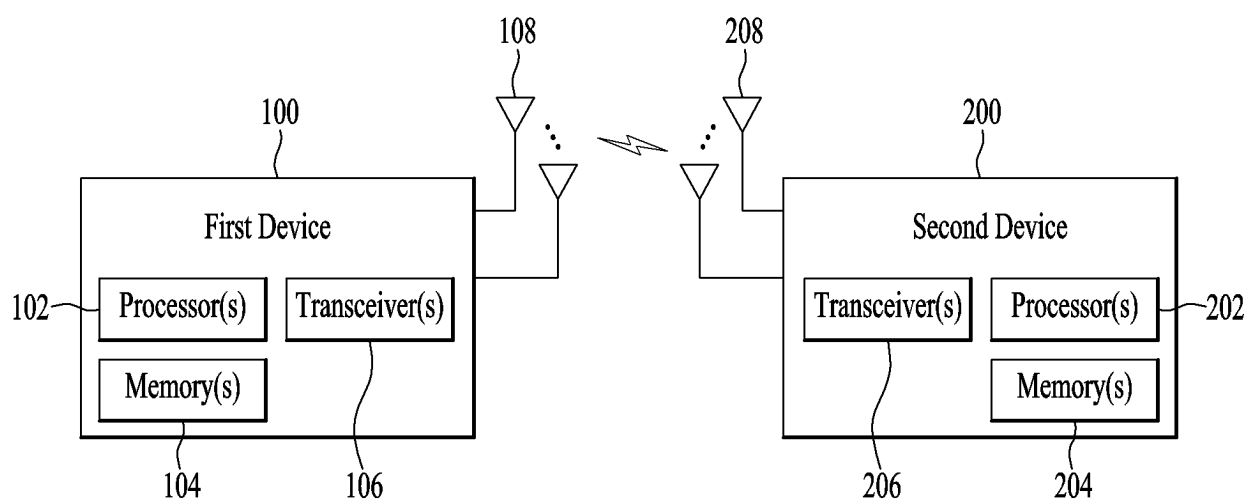 108
208
100
200
First Device
Second Device
102
Processor(s)
Transceiver(s)
Transceiver(s)
Processor(s)
202
Memory(s)
Memory(s)
104
106
206
204